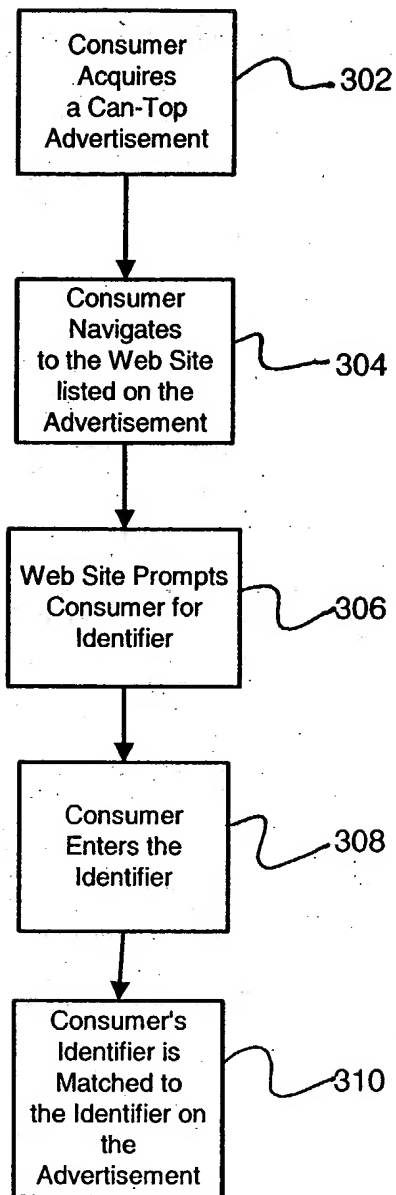 Consumer
Acquires
a Can-Top
Advertisement
302
Consumer
Navigates
to the Web Site
listed on the
Advertisement
304
Web Site Prompts
Consumer for
Identifier
306
Consumer
Enters the
Identifier
308
Consumer's
Identifier is
Matched to
the Identifier on
the
Advertisement
310